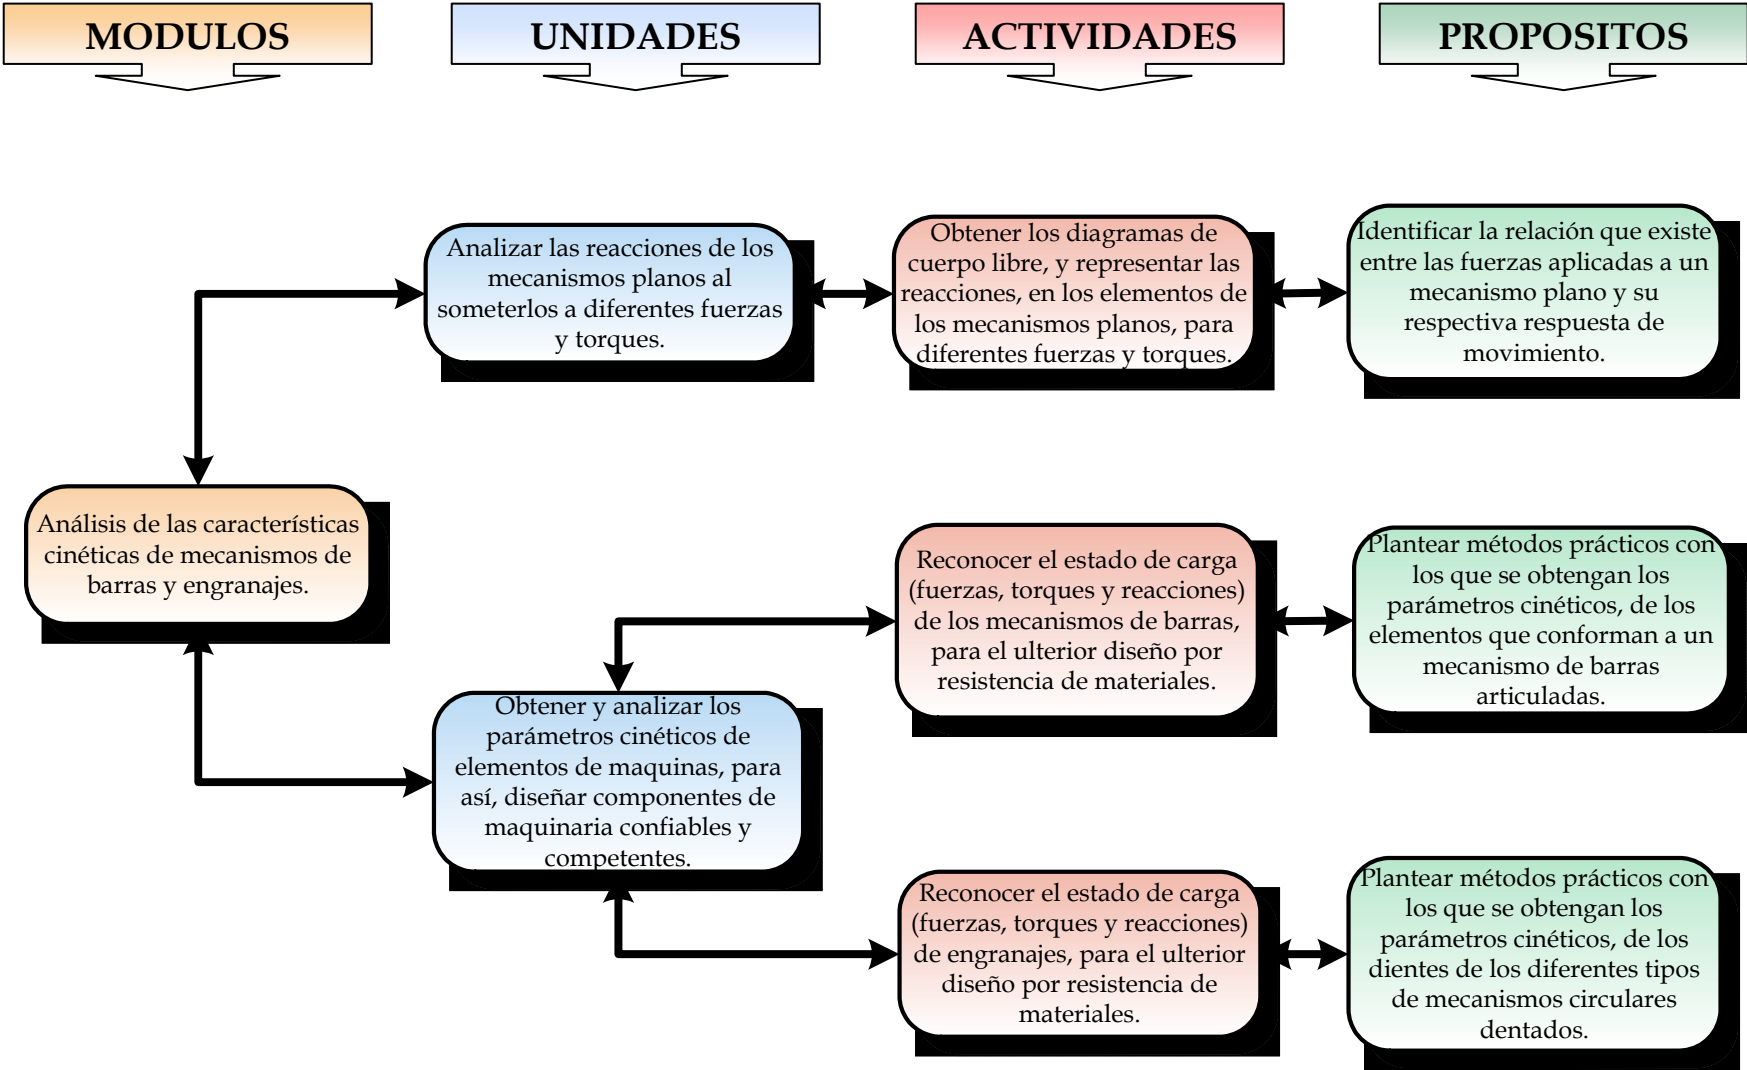 MODULOS
UNIDADES
ACTIVIDADES
PROPOSITOS
Analizar las reacciones de los
mecanismos planos al
someterlos a diferentes fuerzas
y torques.
Obtener los diagramas de
cuerpo libre, y representar las
reacciones, en los elementos de
los mecanismos planos, para
diferentes fuerzas y torques.
Identificar la relación que existe
entre las fuerzas aplicadas a un
mecanismo plano y su
respectiva respuesta de
movimiento.
Análisis de las características
cinéticas de mecanismos de
barras y engranajes.
Reconocer el estado de carga
(fuerzas, torques y reacciones)
de los mecanismos de barras,
para el ulterior diseño por
resistencia de materiales.
Plantear métodos prácticos con
los que se obtengan los
parámetros cinéticos, de los
elementos que conforman a un
mecanismo de barras
articuladas.
Obtener y analizar los
parámetros cinéticos de
elementos de maquinas, para
así, diseñar componentes de
maquinaria confiables y
competentes.
Reconocer el estado de carga
(fuerzas, torques y reacciones)
de engranajes, para el ulterior
diseño por resistencia de
materiales.
Plantear métodos prácticos con
los que se obtengan los
parámetros cinéticos, de los
dientes de los diferentes tipos
de mecanismos circulares
dentados.